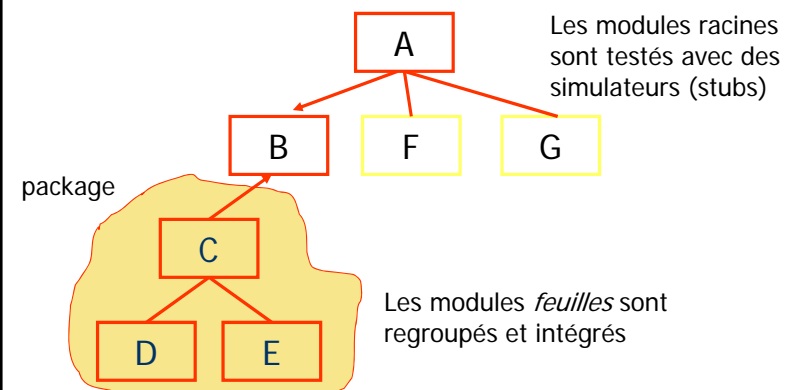 A
Les modules racines
sont testés avec des
simulateurs (stubs)
B
F
G
package
C
Les modules feuilles sont
regroupés et intégrés
D
E